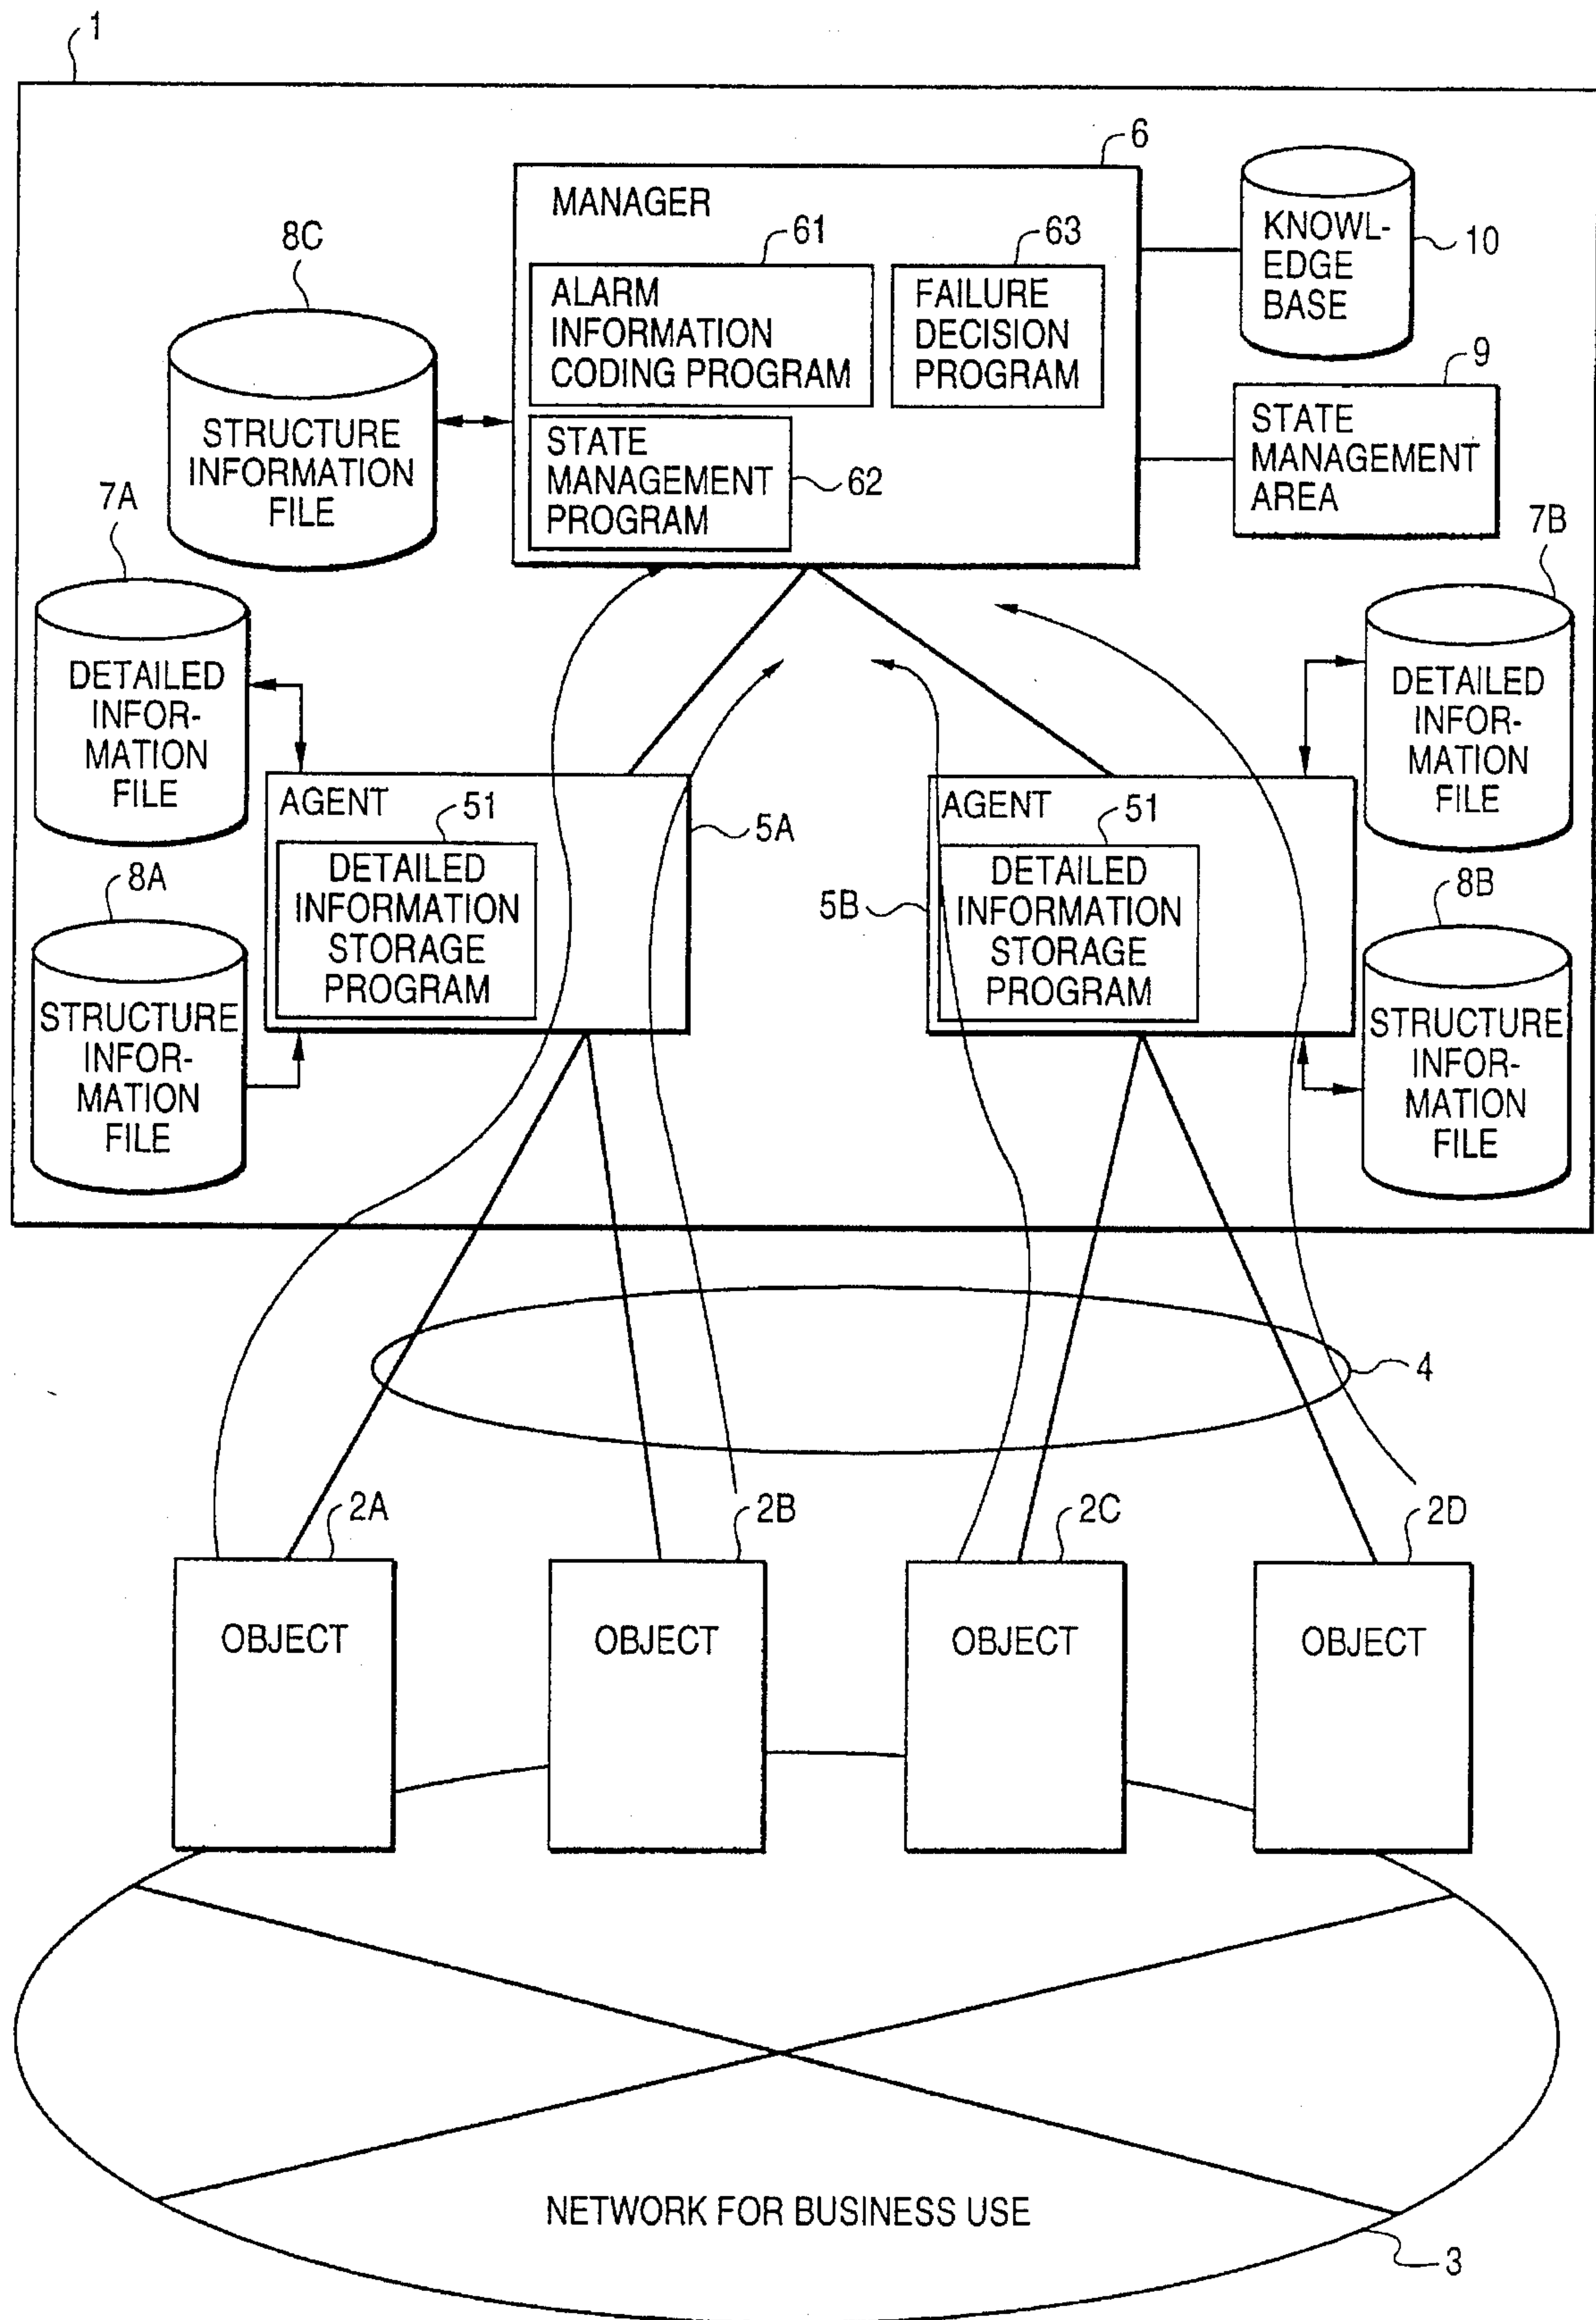 1
6
MANAGER
61
63
8C
KNOWL-
EDGE
BASE
10
ALARM
INFORMATION
CODING PROGRAM
FAILURE
DECISION
PROGRAM
9
STRUCTURE
INFORMATION
FILE
STATE
MANAGEMENT
PROGRAM
62
STATE
MANAGEMENT
AREA
7A
7B
DETAILED
INFOR-
MATION
FILE
DETAILED
INFOR-
MATION
FILE
AGENT
51
5A
AGENT
51
8A
DETAILED
INFORMATION
STORAGE
PROGRAM
5B
DETAILED
INFORMATION
STORAGE
PROGRAM
8B
STRUCTURE
INFOR-
MATION
FILE
STRUCTURE
INFOR-
MATION
FILE
4
2A
2B
2C
2D
OBJECT
OBJECT
OBJECT
OBJECT
NETWORK FOR BUSINESS USE
3